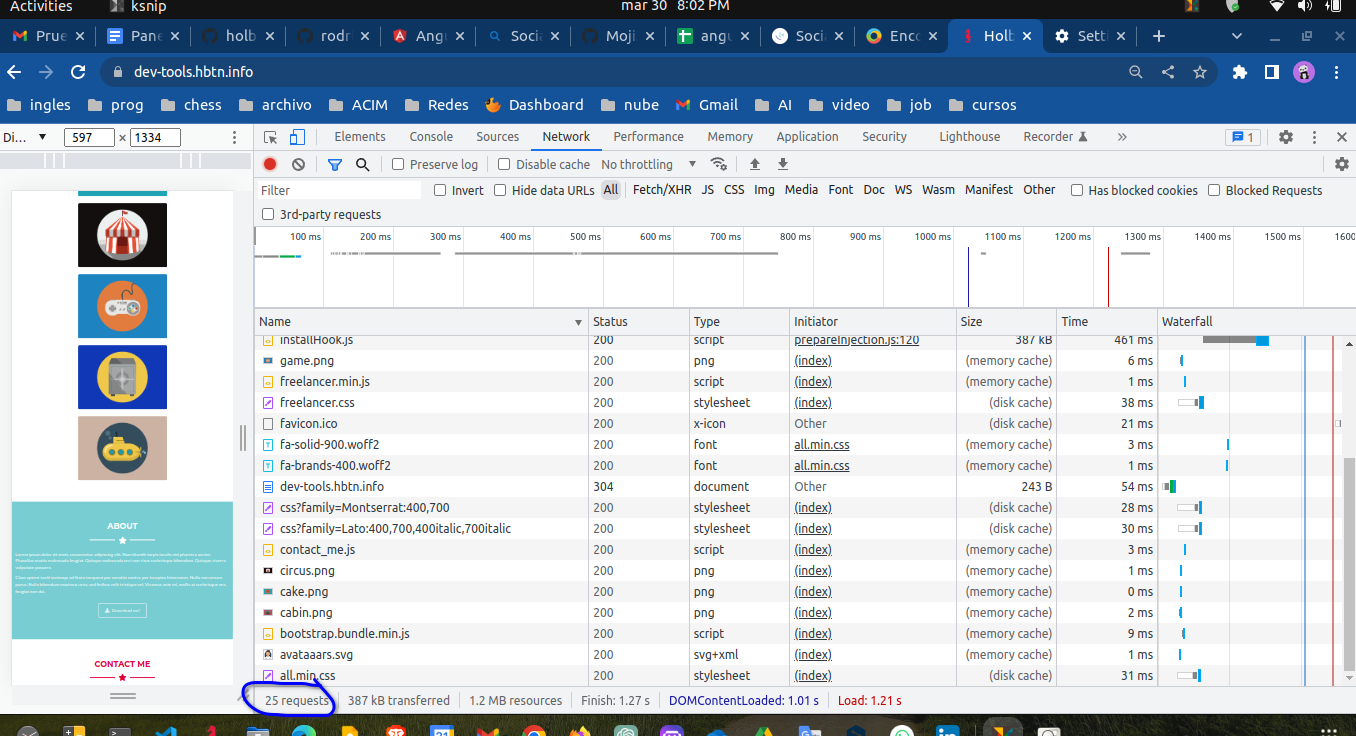 Activities ksnip mar 30 8:02 PM
Prue Pane holb rodr Angu Socia Moji angu Socia Enco Holb Setti
dev-tools.hbtn.info
ingles prog chess archivo ACIM Redes Dashboard nube Gmail AI video job cursos
Di... 597 × 1334
Elements Console Sources Network Performance Memory Application Security Lighthouse Recorder 1
Preserve log Disable cache No throttling
Filter Invert Hide data URLs All Fetch/XHR JS CSS Img Media Font Doc WS Wasm Manifest Other Has blocked cookies Blocked Requests
3rd-party requests
100 ms 200 ms 300 ms 400 ms 500 ms 600 ms 700 ms 800 ms 900 ms 1000 ms 1100 ms 1200 ms 1300 ms 1400 ms 1500 ms 1600
Name Status Type Initiator Size Time Waterfall
installHook.js 200 script prepareInjection.js:120 387 kB 461 ms
game.png 200 png (index) (memory cache) 6 ms
freelancer.min.js 200 script (index) (memory cache) 1 ms
freelancer.css 200 stylesheet (index) (disk cache) 38 ms
favicon.ico 200 x-icon Other (disk cache) 21 ms
fa-solid-900.woff2 200 font all.min.css (memory cache) 3 ms
fa-brands-400.woff2 200 font all.min.css (memory cache) 1 ms
dev-tools.hbtn.info 304 document Other 243 B 54 ms
css?family=Montserrat:400,700 200 stylesheet (index) (disk cache) 28 ms
css?family=Lato:400,700,400italic,700italic 200 stylesheet (index) (disk cache) 30 ms
contact_me.js 200 script (index) (memory cache) 3 ms
circus.png 200 png (index) (memory cache) 1 ms
cake.png 200 png (index) (memory cache) 0 ms
cabin.png 200 png (index) (memory cache) 2 ms
bootstrap.bundle.min.js 200 script (index) (memory cache) 9 ms
avataaars.svg 200 svg+xml (index) (memory cache) 1 ms
all.min.css 200 stylesheet (index) (disk cache) 31 ms
25 requests 387 kB transferred 1.2 MB resources Finish: 1.27 s DOMContentLoaded: 1.01 s Load: 1.21 s
ABOUT
Download me!
CONTACT ME